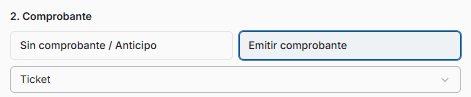 2. Comprobante
Sin comprobante / Anticipo
Emitir comprobante
Ticket